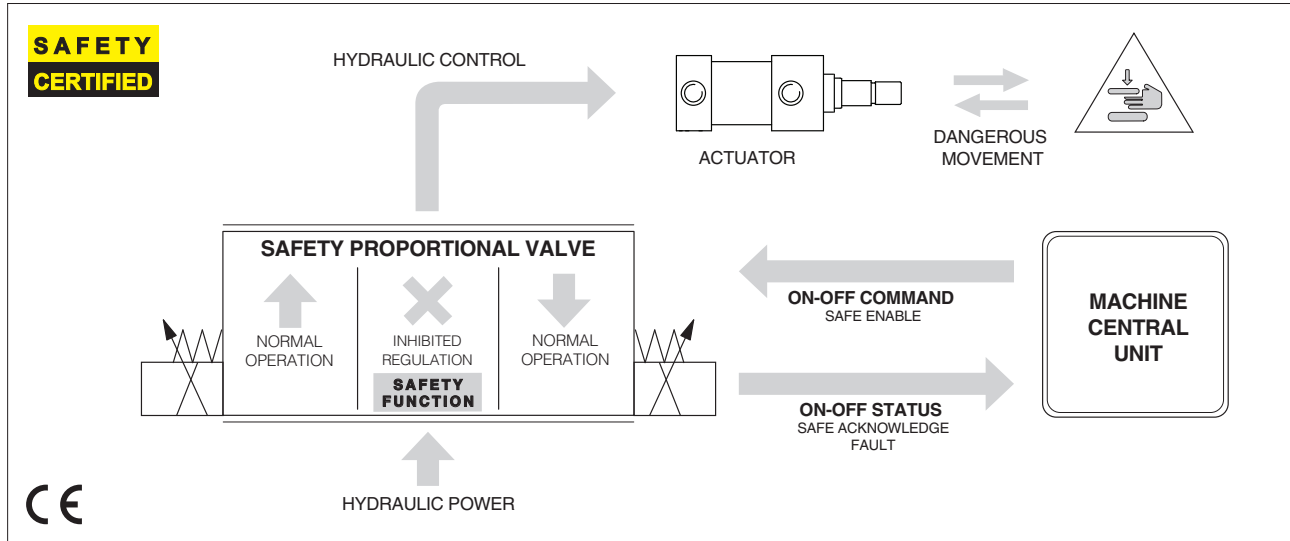 SAFETY
CERTIFIED
HYDRAULIC CONTROL
ACTUATOR
DANGEROUS
MOVEMENT
SAFETY PROPORTIONAL VALVE
NORMAL
OPERATION
INHIBITED
REGULATION
SAFETY
FUNCTION
NORMAL
OPERATION
ON-OFF COMMAND
SAFE ENABLE
ON-OFF STATUS
SAFE ACKNOWLEDGE
FAULT
MACHINE
CENTRAL
UNIT
HYDRAULIC POWER
CE